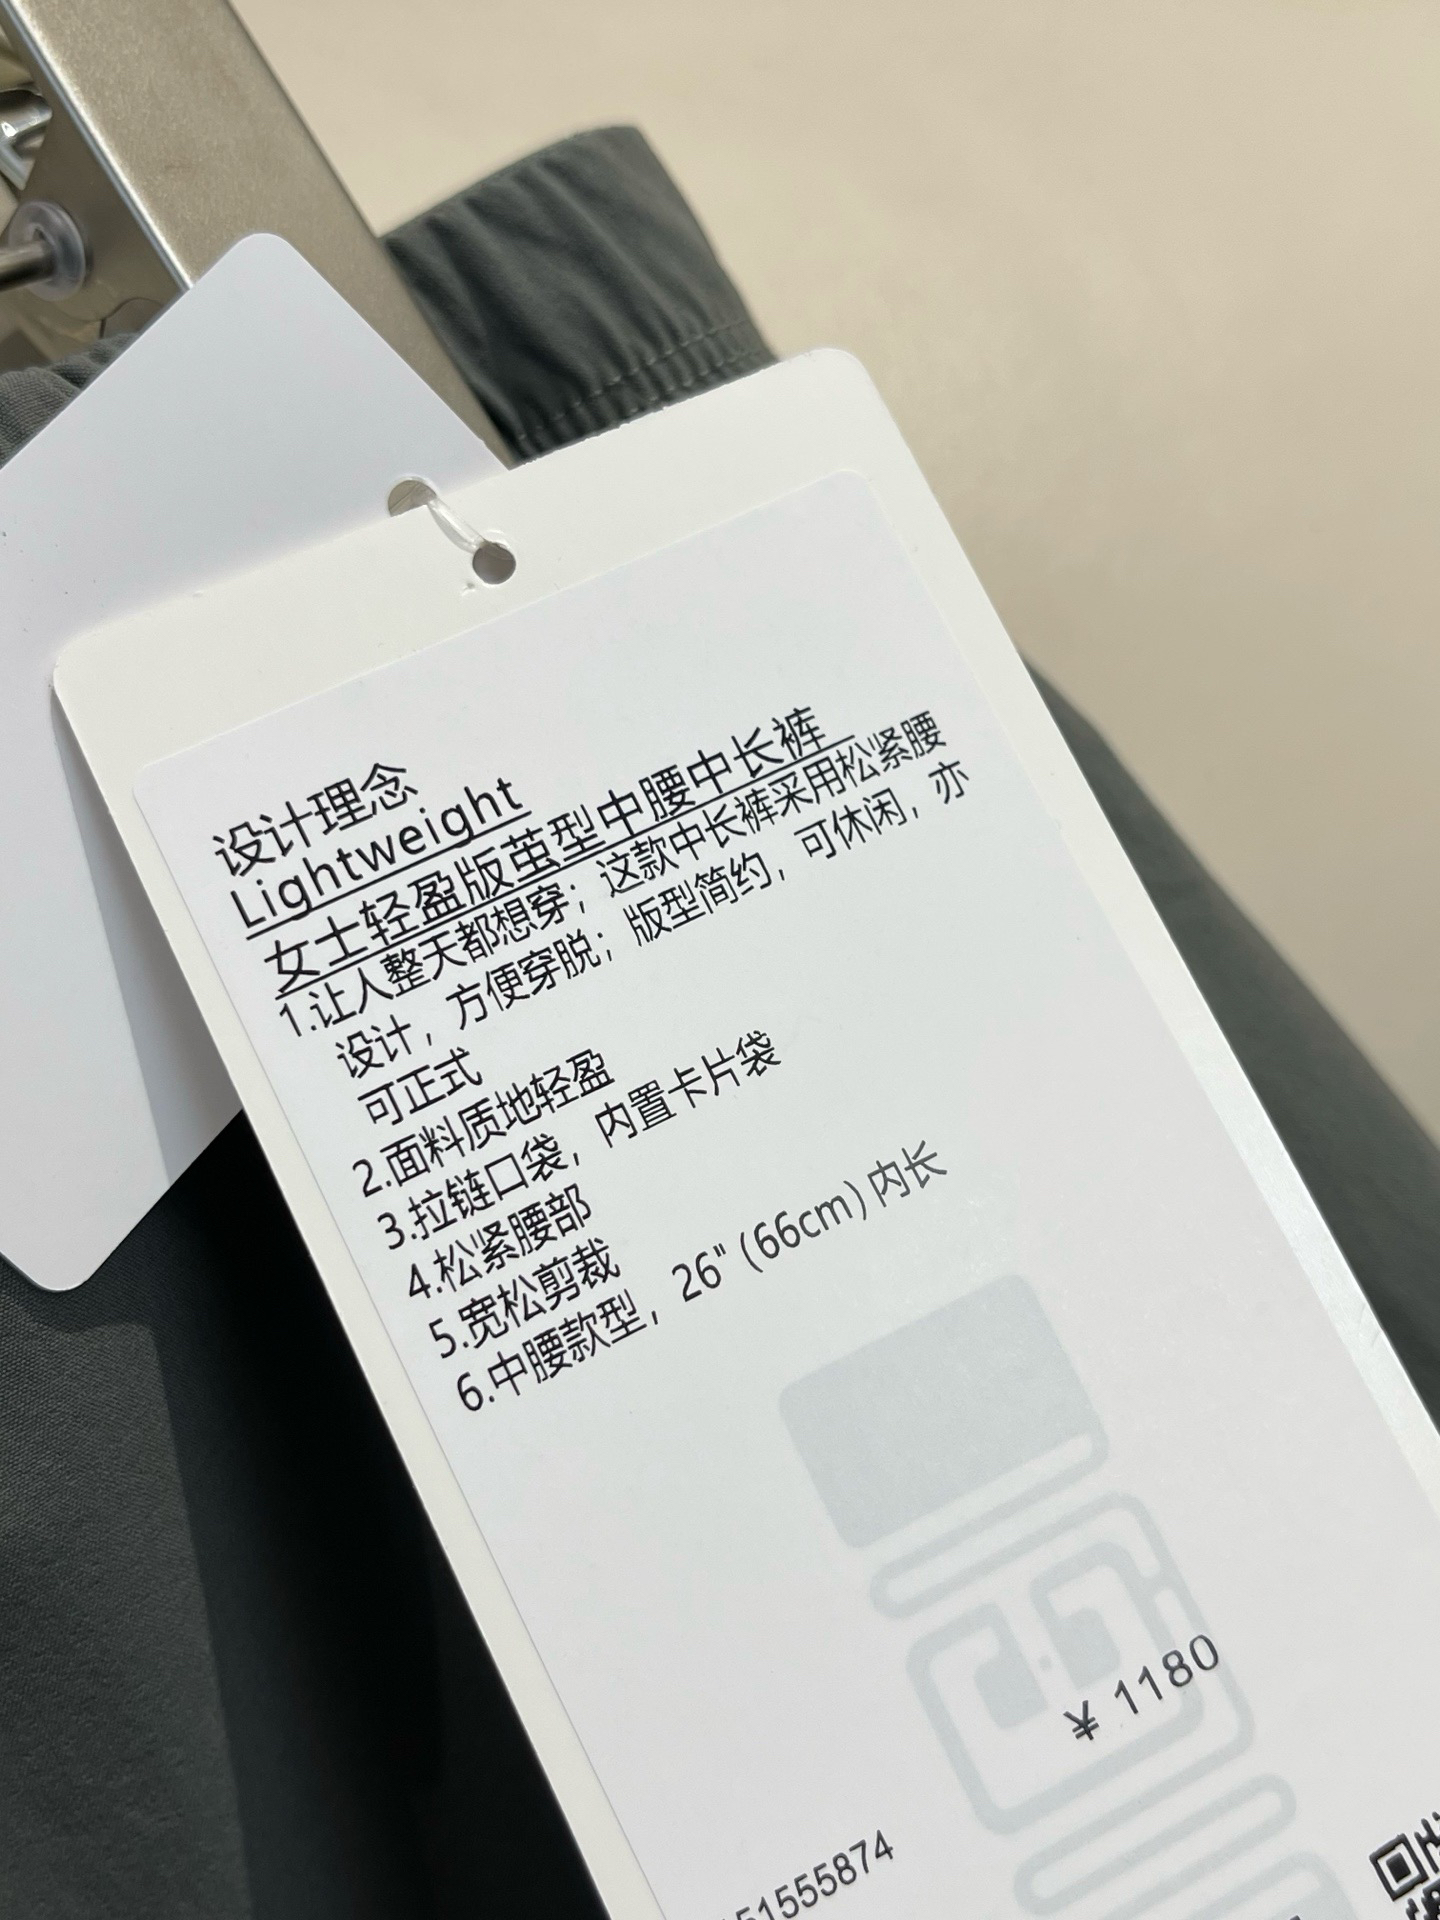 设计理念
Lightweight
女士轻盈版茧型中腰中长裤
1.让人整天都想穿；这款中长裤采用松紧腰
设计，方便穿脱；版型简约，可休闲，亦
可正式
2.面料质地轻盈
3.拉链口袋，内置卡片袋
4.松紧腰部
5.宽松剪裁
6.中腰款型，26"(66cm)内长
¥ 1180
51555874